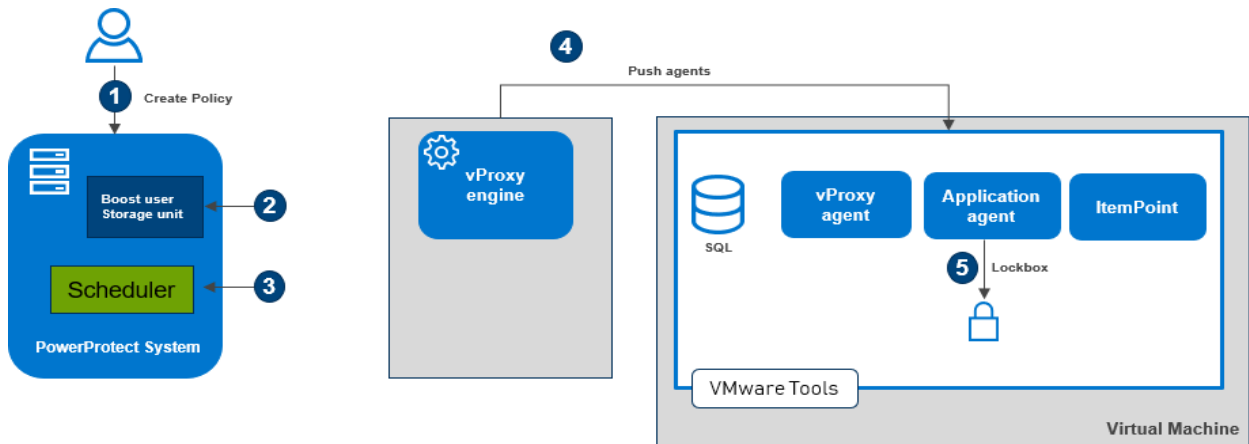 1
Create Policy
Boost user
Storage unit
2
Scheduler
3
PowerProtect System
4
Push agents
vProxy
engine
SQL
vProxy
agent
Application
agent
ItemPoint
5
Lockbox
VMware Tools
Virtual Machine